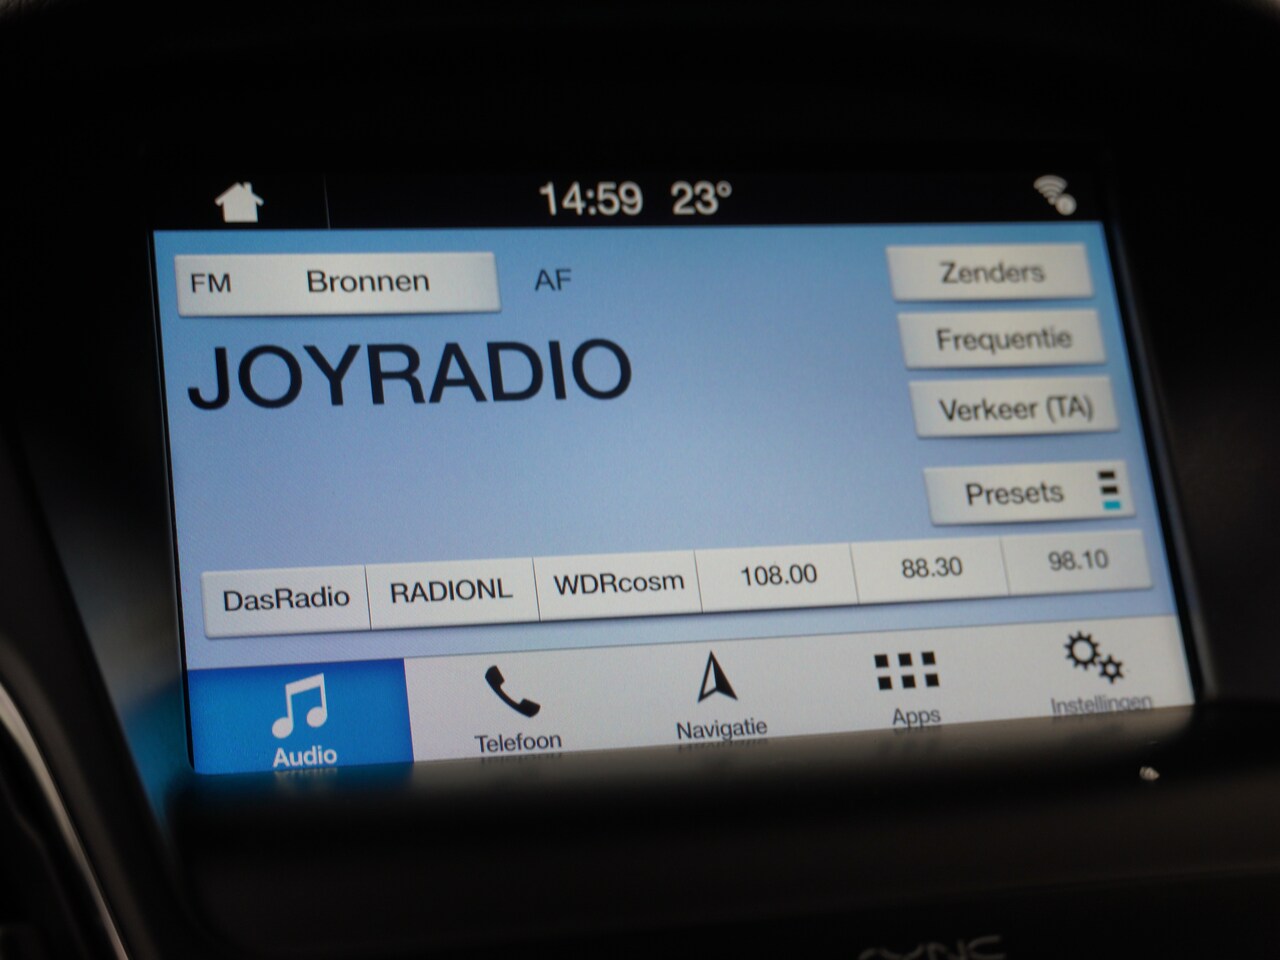 14:59 23°
FM Bronnen AF Zenders
JOYRADIO Frequentie
Verkeer (TA)
Presets
DasRadio RADIONL WDRcosm 108.00 88.30 98.10
Audio Telefoon Navigatie Apps Instellingen